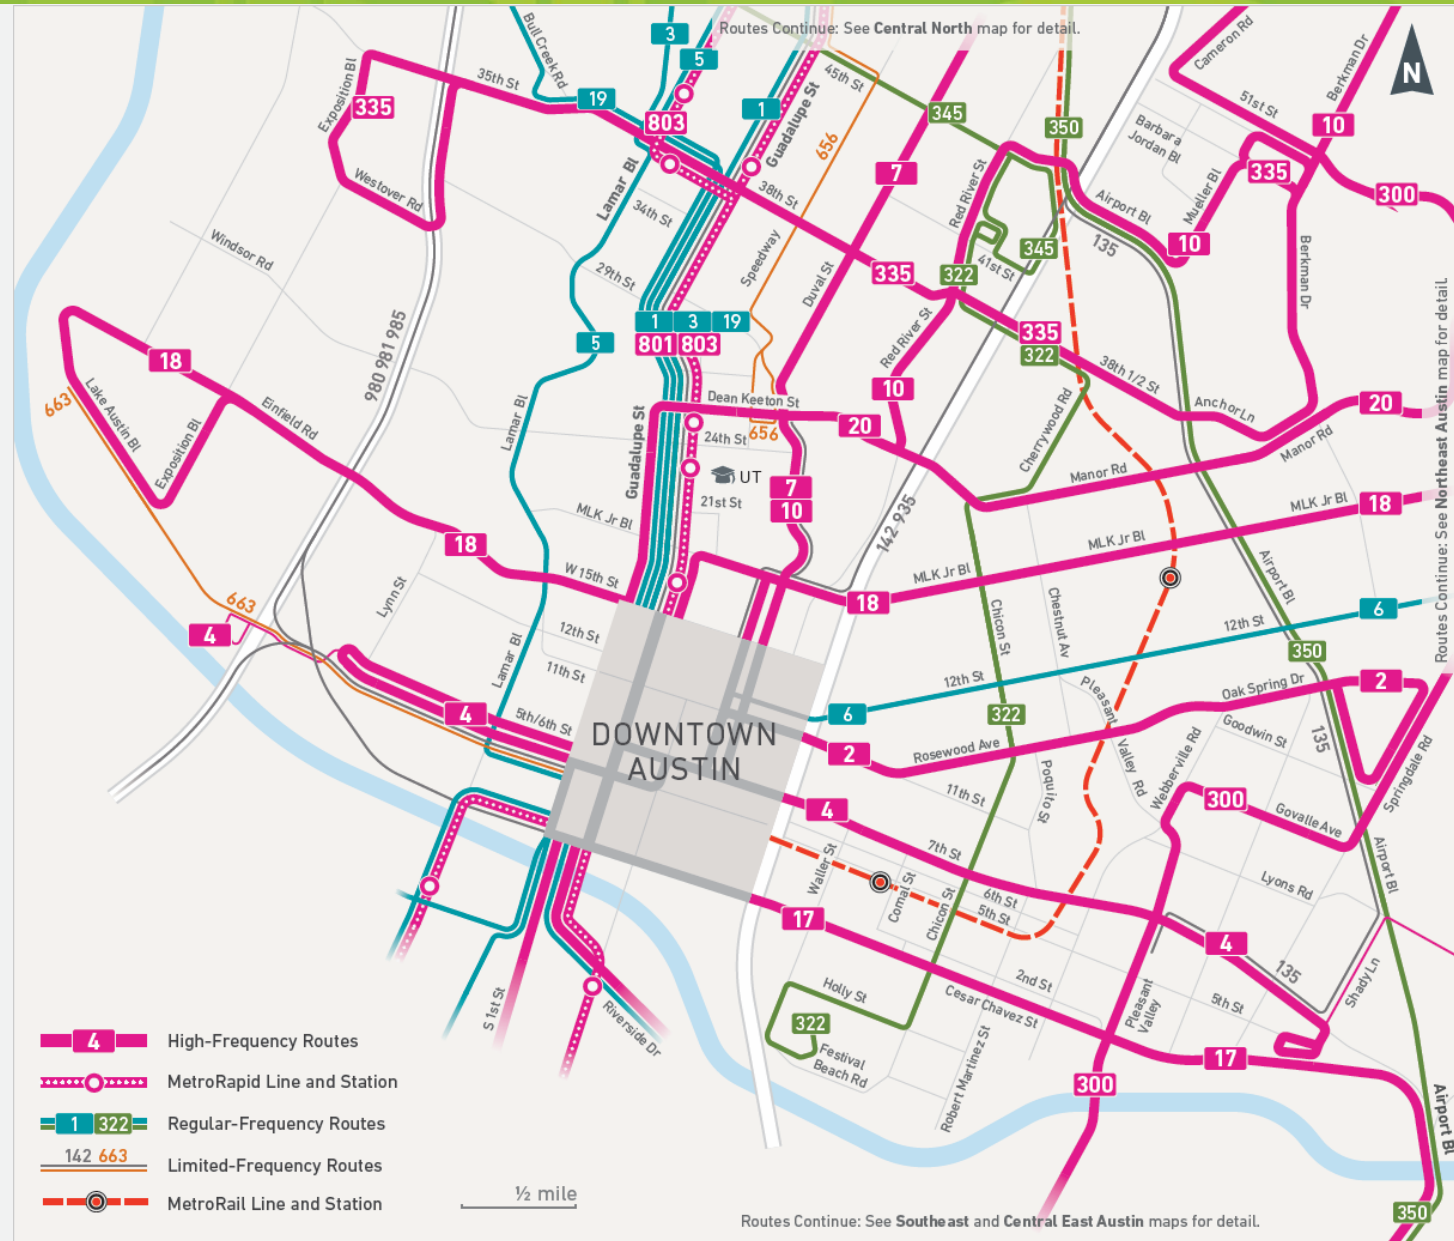 Routes Continue: See Central North map for detail.
N
3
5
1
19
803
335
Exposition Bl
35th St
Bull Creek Rd
Westover Rd
Lamar Bl
Guadalupe St
45th St
656
345
350
7
Cameron Rd
51st St
Berkman Dr
10
Barbara
Jordan Bl
335
300
Mueller Bl
10
Airport Bl
135
Berkman Dr
Red River St
345
41st St
322
38th St
34th St
29th St
Speedway
Duval St
335
Windsor Rd
980 981 985
5
1
3
19
801
803
335
322
38th 1/2 St
Red River St
10
18
663
Lake Austin Bl
Exposition Bl
Einfield Rd
Lamar Bl
Guadalupe St
Dean Keeton St
24th St
656
20
Cherrywood Rd
Anchor Ln
20
Manor Rd
Manor Rd
UT
21st St
7
10
MLK Jr Bl
142 935
MLK Jr Bl
18
MLK Jr Bl
MLK Jr Bl
18
18
W 15th St
Lynn St
663
4
12th St
11th St
Lamar Bl
4
5th/6th St
DOWNTOWN
AUSTIN
Chicon St
Chestnut Av
Airport Bl
6
12th St
12th St
6
350
322
2
Rosewood Ave
Pleasant
Valley Rd
Oak Spring Dr
2
Goodwin St
135
Springdale Rd
Webberville Rd
300
Govalle Ave
11th St
Poquito St
4
7th St
Waller St
Comal St
Chicon St
6th St
5th St
Lyons Rd
Airport Bl
17
4
135
Shady Ln
5th St
2nd St
Cesar Chavez St
Pleasant
Valley
Holly St
322
Festival
Beach Rd
Robert Martinez St
17
300
Airport Bl
350
S 1st St
Riverside Dr
Routes Continue: See Northeast Austin map for detail.
4 High-Frequency Routes
MetroRapid Line and Station
1 322 Regular-Frequency Routes
142 663 Limited-Frequency Routes
MetroRail Line and Station
½ mile
Routes Continue: See Southeast and Central East Austin maps for detail.